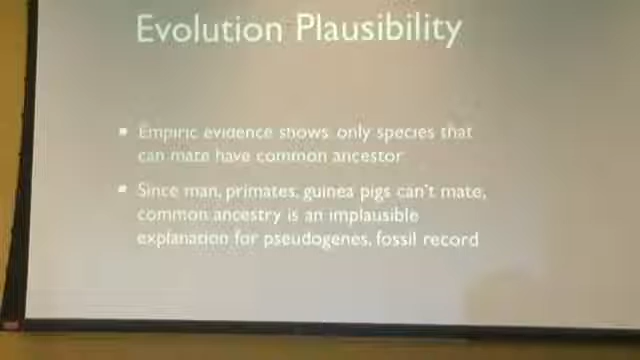 Evolution Plausibility
Empiric evidence shows only species that
can mate have common ancestor
Since man, primates, guinea pigs can't mate,
common ancestry is an implausible
explanation for pseudogenes, fossil record